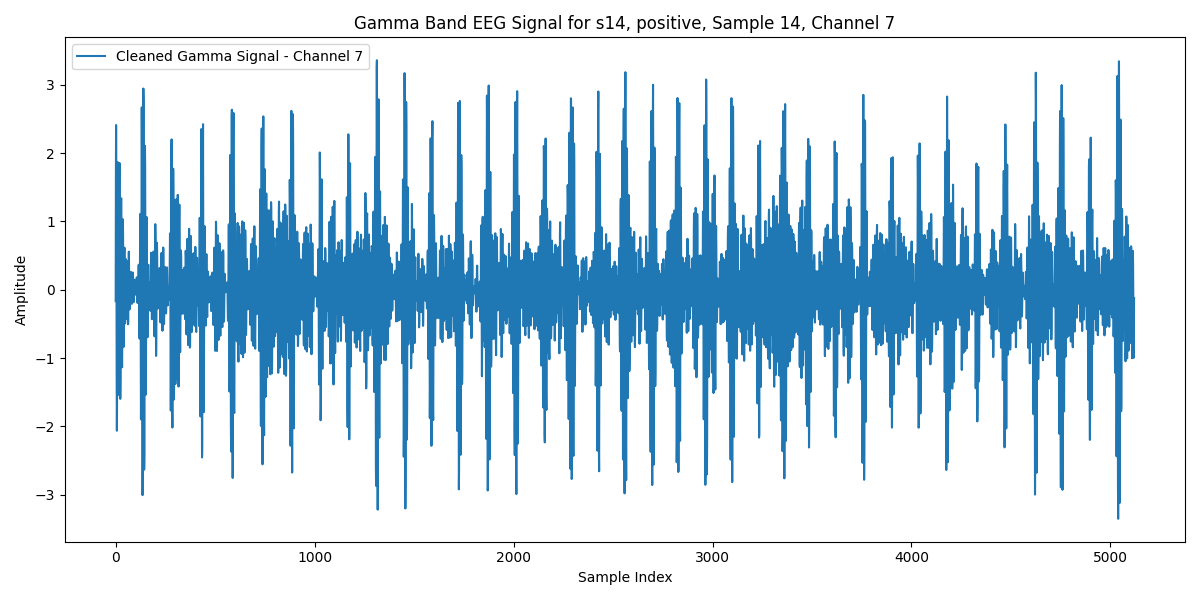 Gamma Band EEG Signal for s14, positive, Sample 14, Channel 7
Cleaned Gamma Signal - Channel 7
3
2
1
0
−1
−2
−3
Amplitude
0 1000 2000 3000 4000 5000
Sample Index